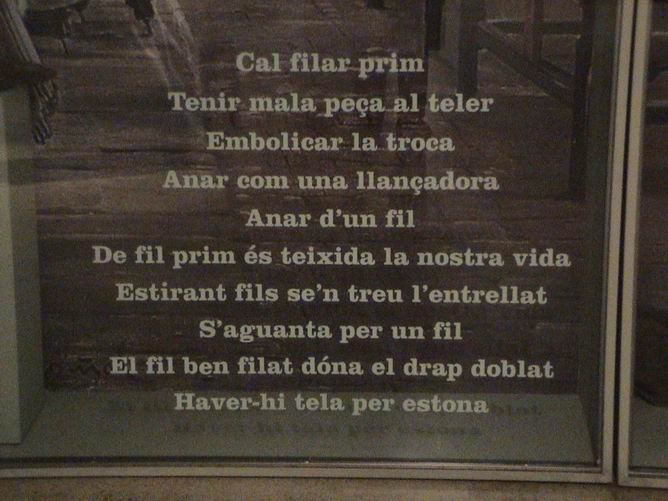 Cal filar prim
Tenir mala peça al teler
Embolicar la troca
Anar com una llançadora
Anar d'un fil
De fil prim és teixida la nostra vida
Estirant fils se'n treu l'entrellat
S'aguanta per un fil
El fil ben filat dóna el drap doblat
Haver-hi tela per estona